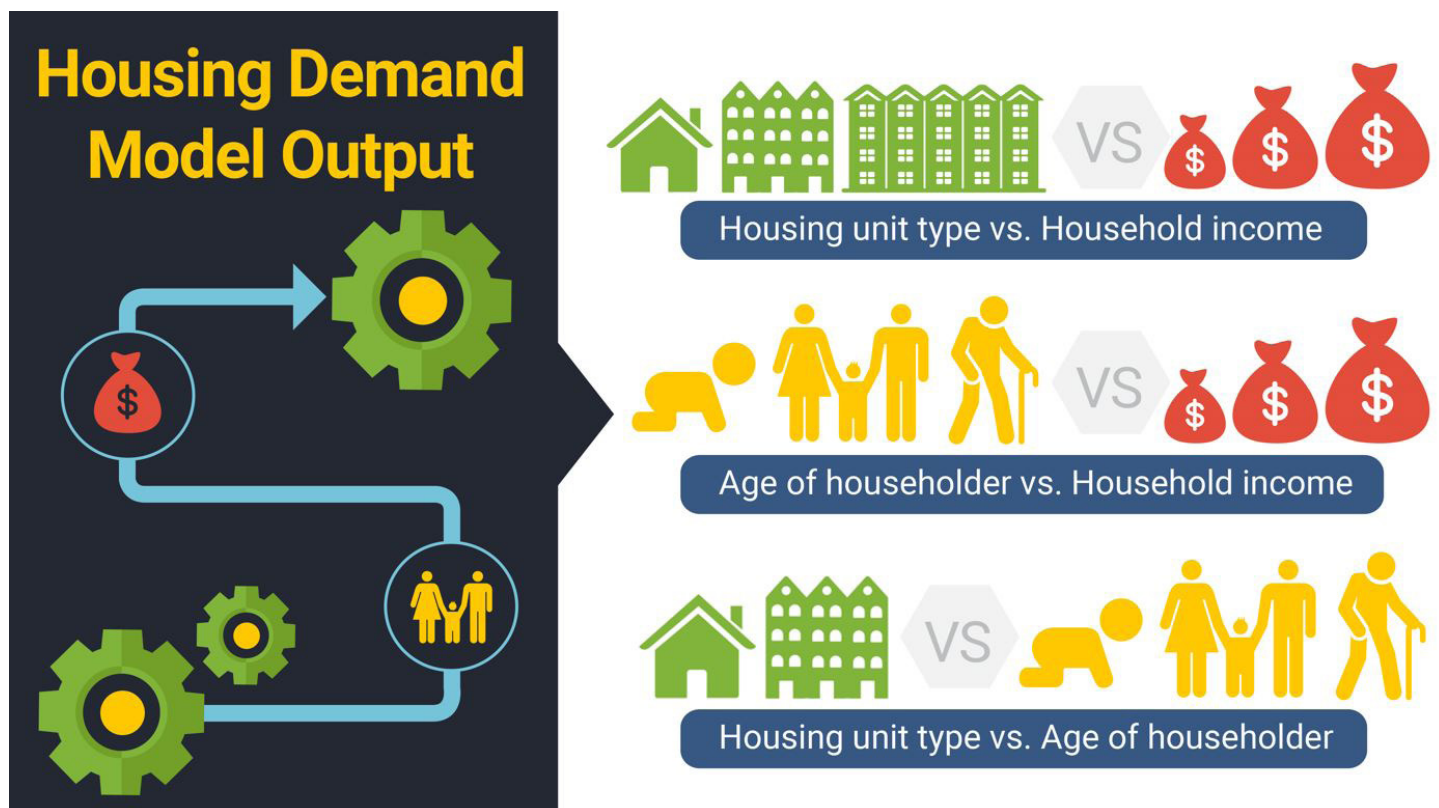 Housing Demand
Model Output
$
VS
$
$
$
Housing unit type vs. Household income
VS
$
$
$
Age of householder vs. Household income
VS
Housing unit type vs. Age of householder